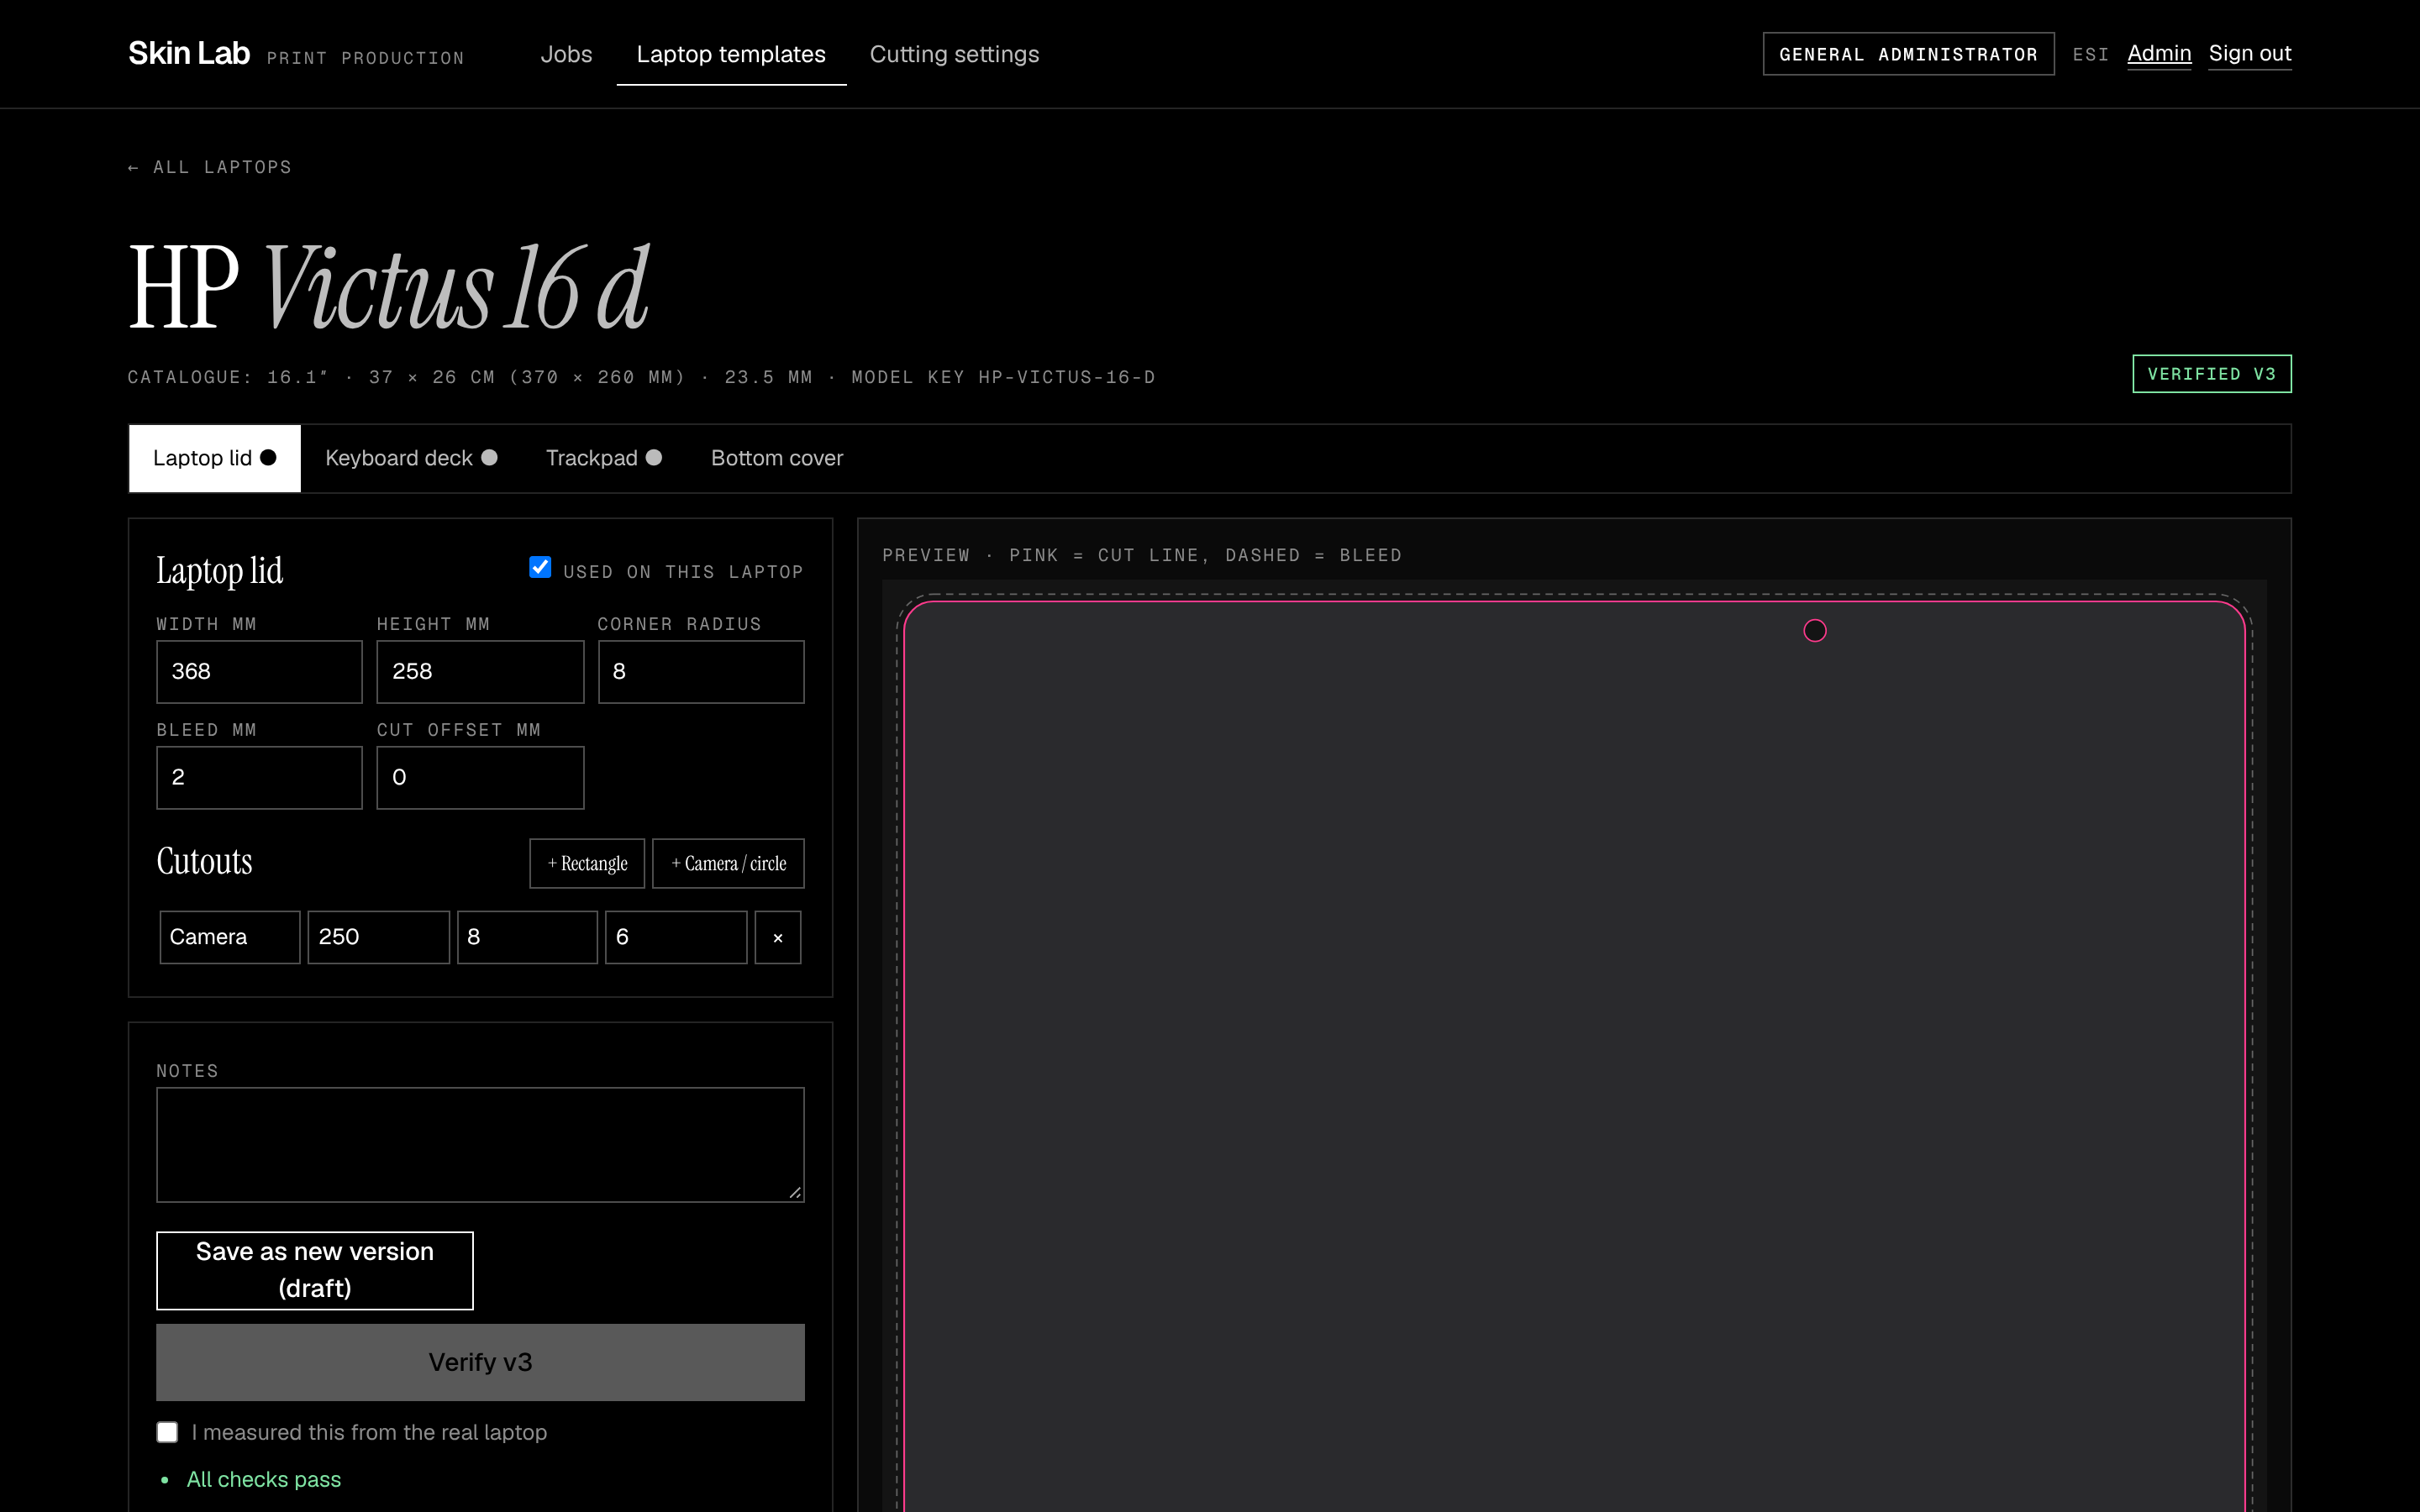 Skin Lab PRINT PRODUCTION Jobs Laptop templates Cutting settings GENERAL ADMINISTRATOR ESI Admin Sign out
← ALL LAPTOPS
HP Victus 16 d
CATALOGUE: 16.1″ · 37 × 26 CM (370 × 260 MM) · 23.5 MM · MODEL KEY HP-VICTUS-16-D
VERIFIED V3
Laptop lid Keyboard deck Trackpad Bottom cover
Laptop lid USED ON THIS LAPTOP
WIDTH MM HEIGHT MM CORNER RADIUS
368 258 8
BLEED MM CUT OFFSET MM
2 0
Cutouts + Rectangle + Camera / circle
Camera 250 8 6 ×
NOTES
Save as new version
(draft)
Verify v3
I measured this from the real laptop
• All checks pass
PREVIEW · PINK = CUT LINE, DASHED = BLEED